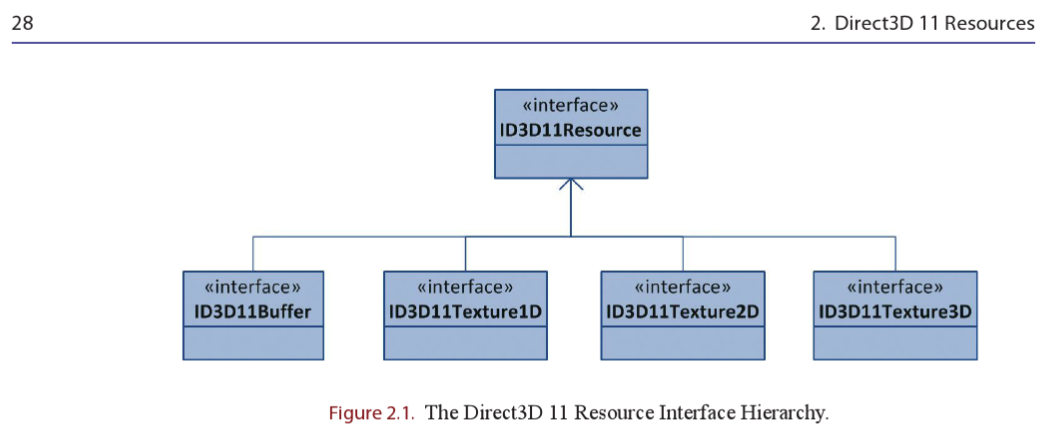 28 2. Direct3D 11 Resources
«interface»
ID3D11Resource
«interface»
ID3D11Buffer
«interface»
ID3D11Texture1D
«interface»
ID3D11Texture2D
«interface»
ID3D11Texture3D
Figure 2.1. The Direct3D 11 Resource Interface Hierarchy.